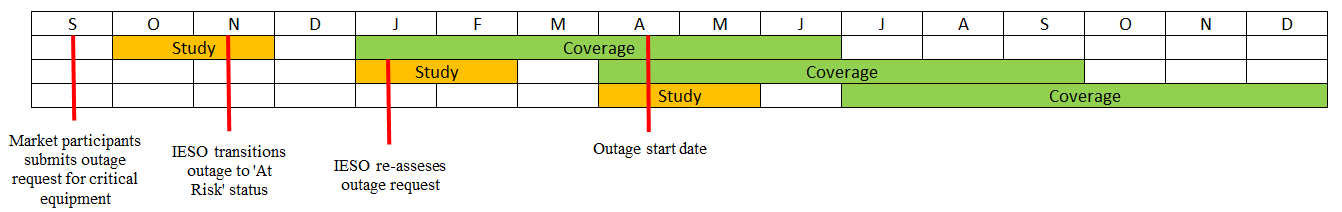 S O N D J F M A M J J A S O N D
Study Coverage
Study Coverage
Study Coverage
Market participants
submits outage
request for critical
equipment
IESO transitions
outage to 'At
Risk' status
IESO re-asseses
outage request
Outage start date